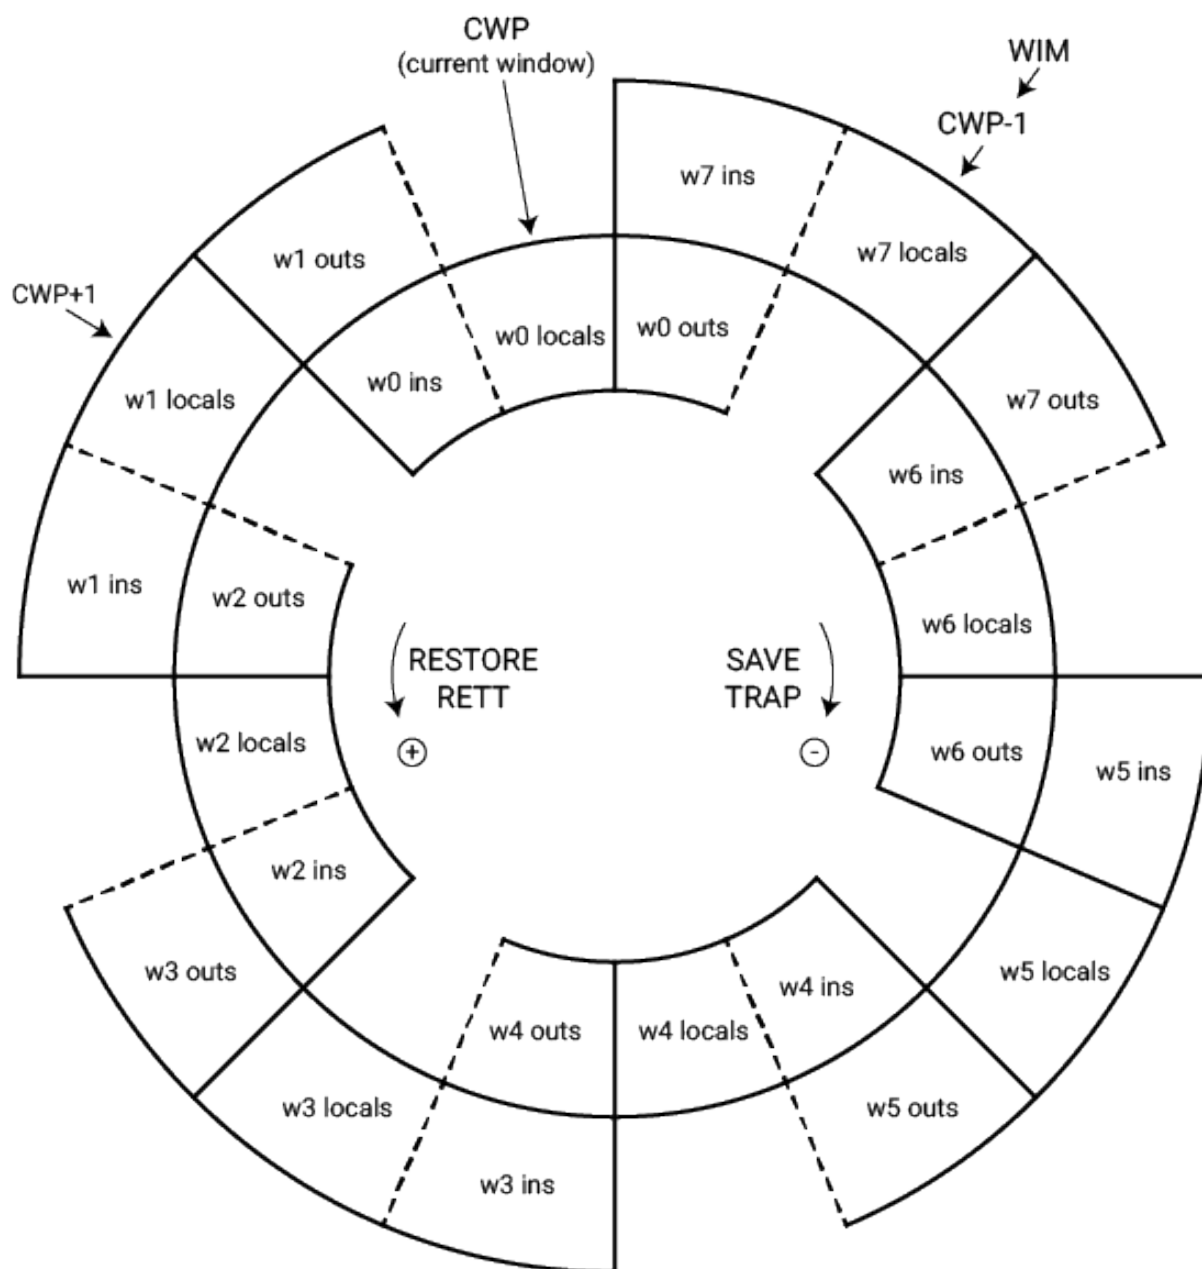 CWP
(current window)
WIM
CWP-1
w7 ins
w7 locals
w1 outs
CWP+1
w0 locals
w0 outs
w0 ins
w1 locals
w7 outs
w6 ins
w1 ins
w2 outs
w6 locals
RESTORE
RETT
+
SAVE
TRAP
-
w2 locals
w6 outs
w5 ins
w2 ins
w3 outs
w4 ins
w5 locals
w4 outs
w4 locals
w3 locals
w5 outs
w3 ins